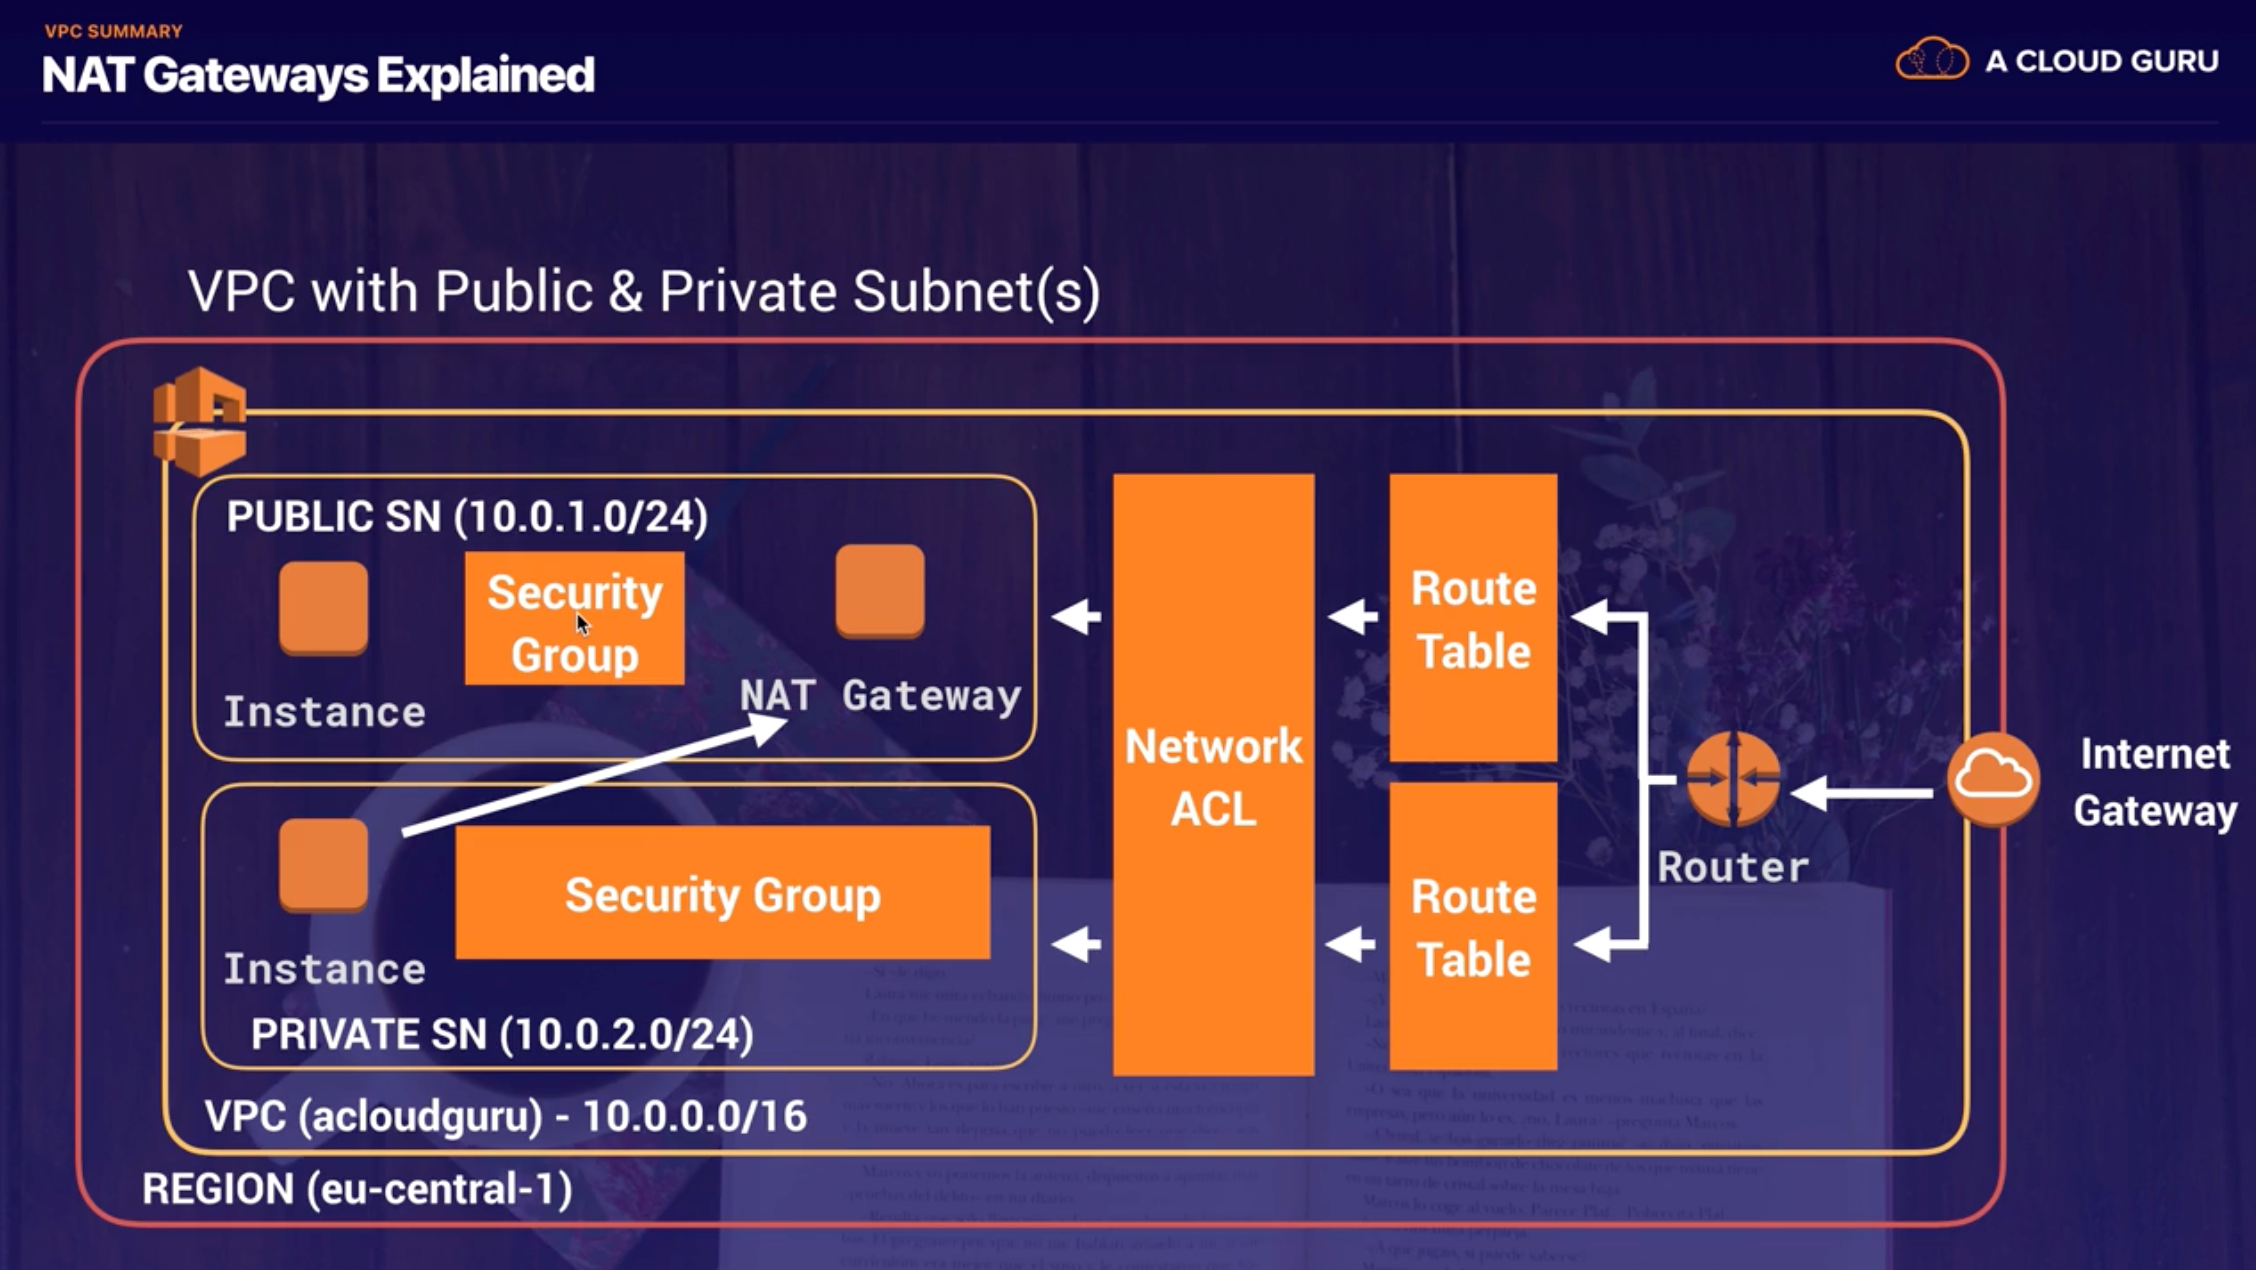 VPC SUMMARY
NAT Gateways Explained
A CLOUD GURU
VPC with Public & Private Subnet(s)
PUBLIC SN (10.0.1.0/24)
Security
Group
Instance
NAT Gateway
Instance
Security Group
PRIVATE SN (10.0.2.0/24)
Network
ACL
Route
Table
Route
Table
Router
Internet
Gateway
VPC (acloudguru) - 10.0.0.0/16
REGION (eu-central-1)